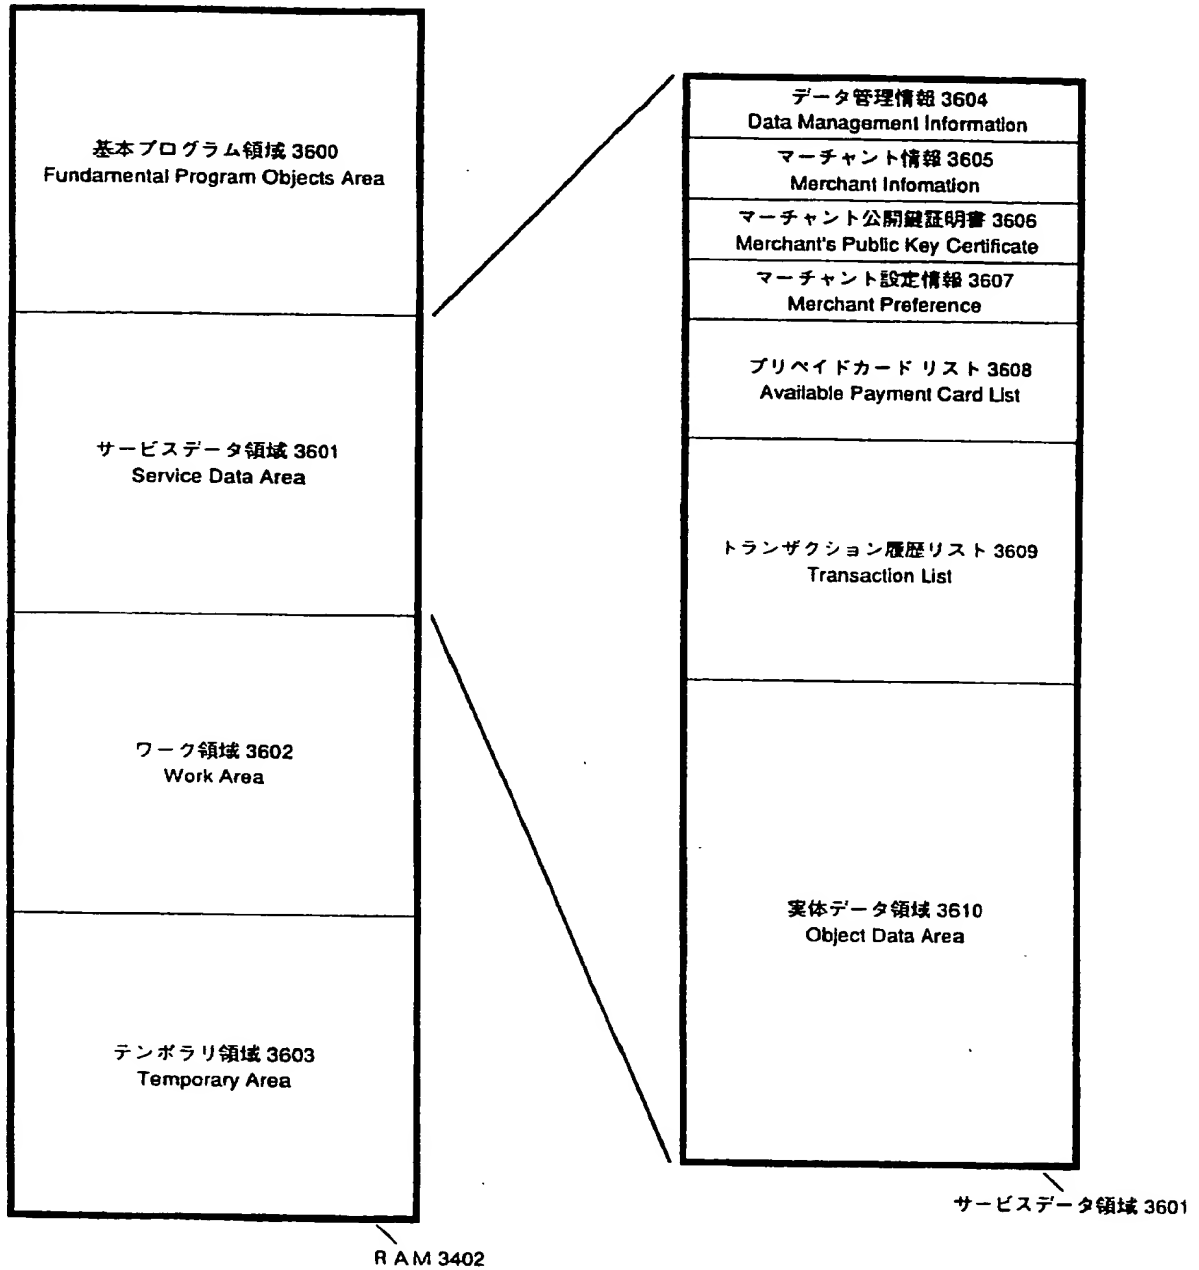 基本プログラム領域 3600
Fundamental Program Objects Area
サービスデータ領域 3601
Service Data Area
ワーク領域 3602
Work Area
テンポラリ領域 3603
Temporary Area
RAM 3402
データ管理情報 3604
Data Management Information
マーチャント情報 3605
Merchant Infomation
マーチャント公開鍵証明書 3606
Merchant's Public Key Certificate
マーチャント設定情報 3607
Merchant Preference
プリペイドカード リスト 3608
Available Payment Card List
トランザクション履歴リスト 3609
Transaction List
実体データ領域 3610
Object Data Area
サービスデータ領域 3601